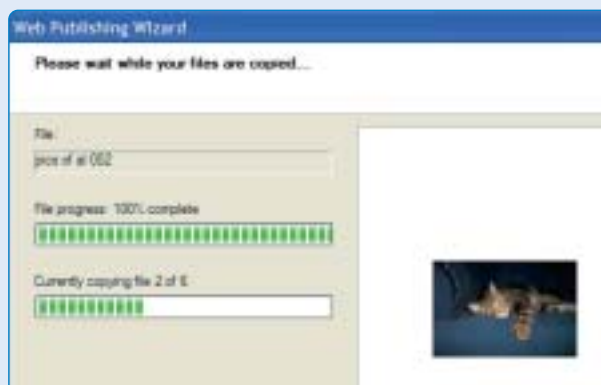 Web Publishing Wizard
Please wait while your files are copied...
File:
pics of al 002
File progress: 100% complete
Currently copying file 2 of 6